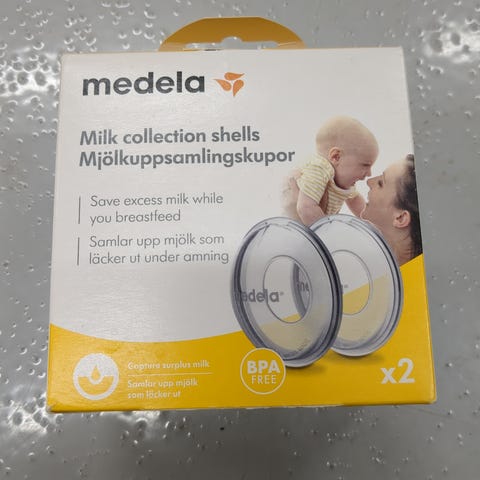 medela
Milk collection shells
Mjölkuppsamlingskupor
Save excess milk while
you breastfeed
Samlar upp mjölk som
läcker ut under amning
medela®
Capture surplus milk
Samlar upp mjölk
som läcker ut
BPA
FREE
x2